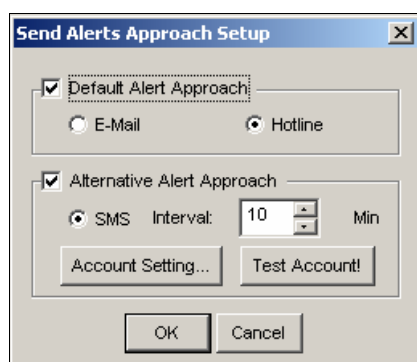 Send Alerts Approach Setup
Default Alert Approach
E-Mail Hotline
Alternative Alert Approach
SMS Interval: 10 Min
Account Setting... Test Account!
OK Cancel